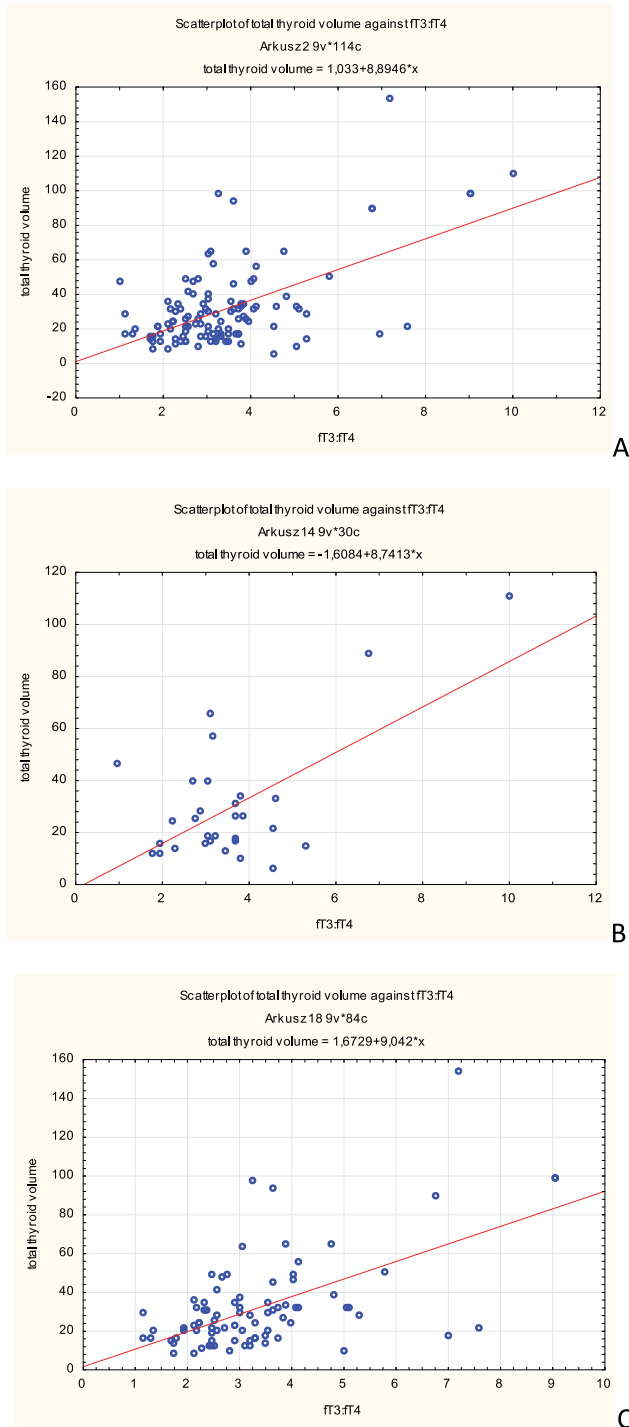 Scatterplot of total thyroid volume against fT3:fT4
Arkusz2 9v*114c
total thyroid volume = 1,033+8,8946*x
160
140
120
100
80
60
40
20
0
-20
total thyroid volume
0 2 4 6 8 10 12
fT3:fT4
A
Scatterplot of total thyroid volume against fT3:fT4
Arkusz14 9v*30c
total thyroid volume = -1,6084+8,7413*x
120
100
80
60
40
20
0
total thyroid volume
0 2 4 6 8 10 12
fT3:fT4
B
Scatterplot of total thyroid volume against fT3:fT4
Arkusz18 9v*84c
total thyroid volume = 1,6729+9,042*x
160
140
120
100
80
60
40
20
0
total thyroid volume
0 1 2 3 4 5 6 7 8 9 10
fT3:fT4
C